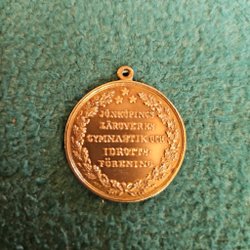 JÖNKÖPINGS
LÄROVERKS
GYMNASTIK OCH
IDROTTS
FÖRENING